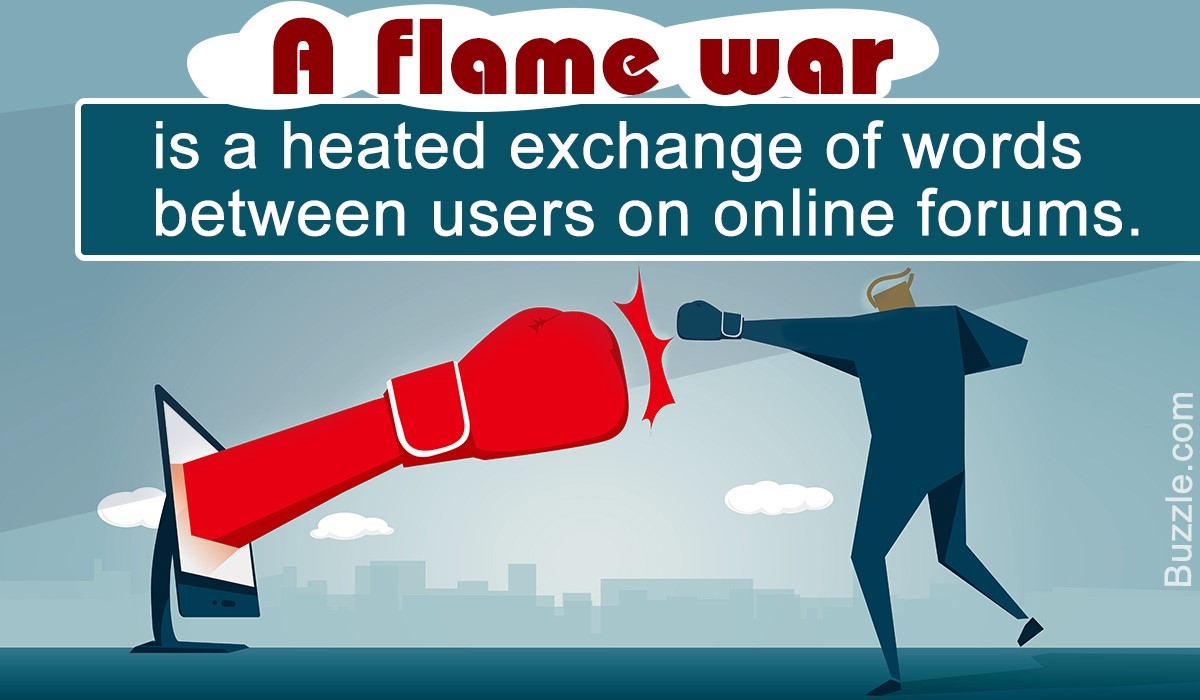 A flame war
is a heated exchange of words
between users on online forums.
Buzzle.com